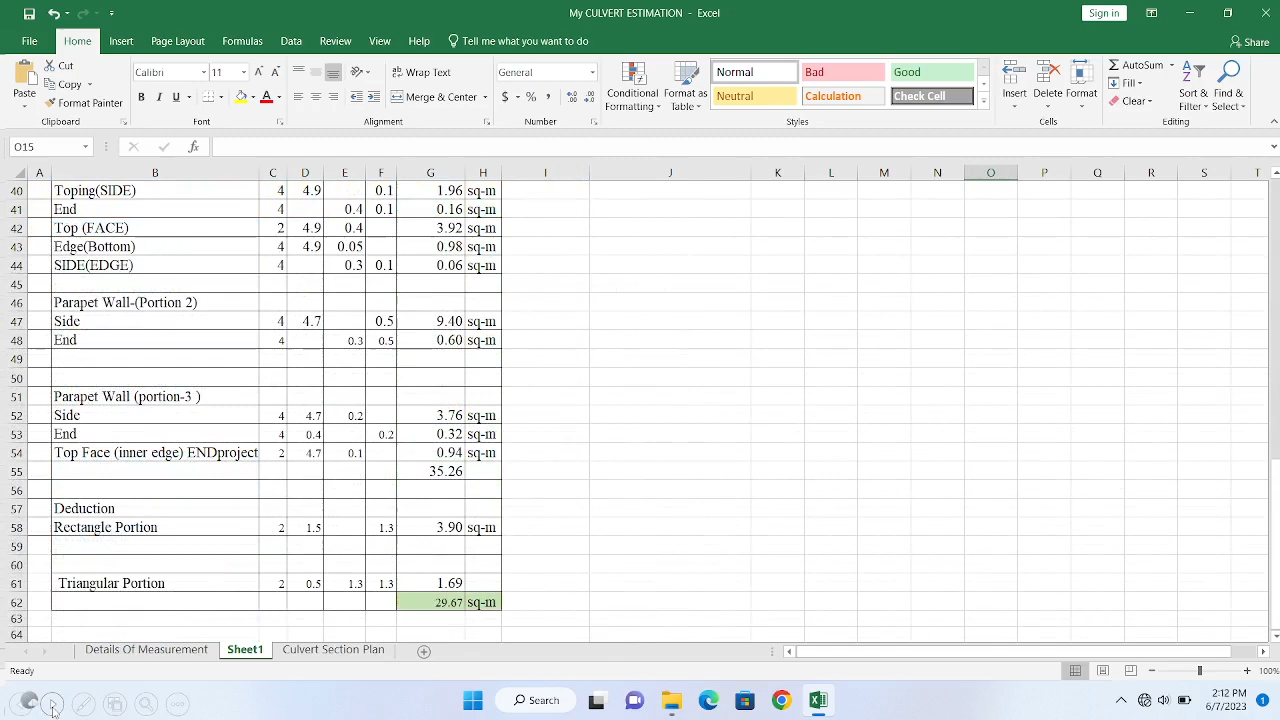 My CULVERT ESTIMATION - Excel
Sign in
File Home Insert Page Layout Formulas Data Review View Help Tell me what you want to do Share
Paste
Cut
Copy
Format Painter
Clipboard
Calibri 11
B I U A
Font
Wrap Text
Merge & Center
Alignment
General
$ % ,
Number
Conditional Formatting
Format as Table
Normal Bad Good
Neutral Calculation Check Cell
Styles
Insert Delete Format
Cells
AutoSum
Fill
Clear
Sort & Filter
Find & Select
Editing
O15 fx
A B C D E F G H I J K L M N O P Q R S T
40 Toping(SIDE) 4 4.9 0.1 1.96 sq-m
41 End 4 0.4 0.1 0.16 sq-m
42 Top (FACE) 2 4.9 0.4 3.92 sq-m
43 Edge(Bottom) 4 4.9 0.05 0.98 sq-m
44 SIDE(EDGE) 4 0.3 0.1 0.06 sq-m
45
46 Parapet Wall-(Portion 2)
47 Side 4 4.7 0.5 9.40 sq-m
48 End 4 0.3 0.5 0.60 sq-m
49
50
51 Parapet Wall (portion-3 )
52 Side 4 4.7 0.2 3.76 sq-m
53 End 4 0.4 0.2 0.32 sq-m
54 Top Face (inner edge) ENDproject 2 4.7 0.1 0.94 sq-m
55 35.26
56
57 Deduction
58 Rectangle Portion 2 1.5 1.3 3.90 sq-m
59
60
61 Triangular Portion 2 0.5 1.3 1.3 1.69
62 29.67 sq-m
63
64
Details Of Measurement Sheet1 Culvert Section Plan
Ready
100%
Search
2:12 PM
6/7/2023
1